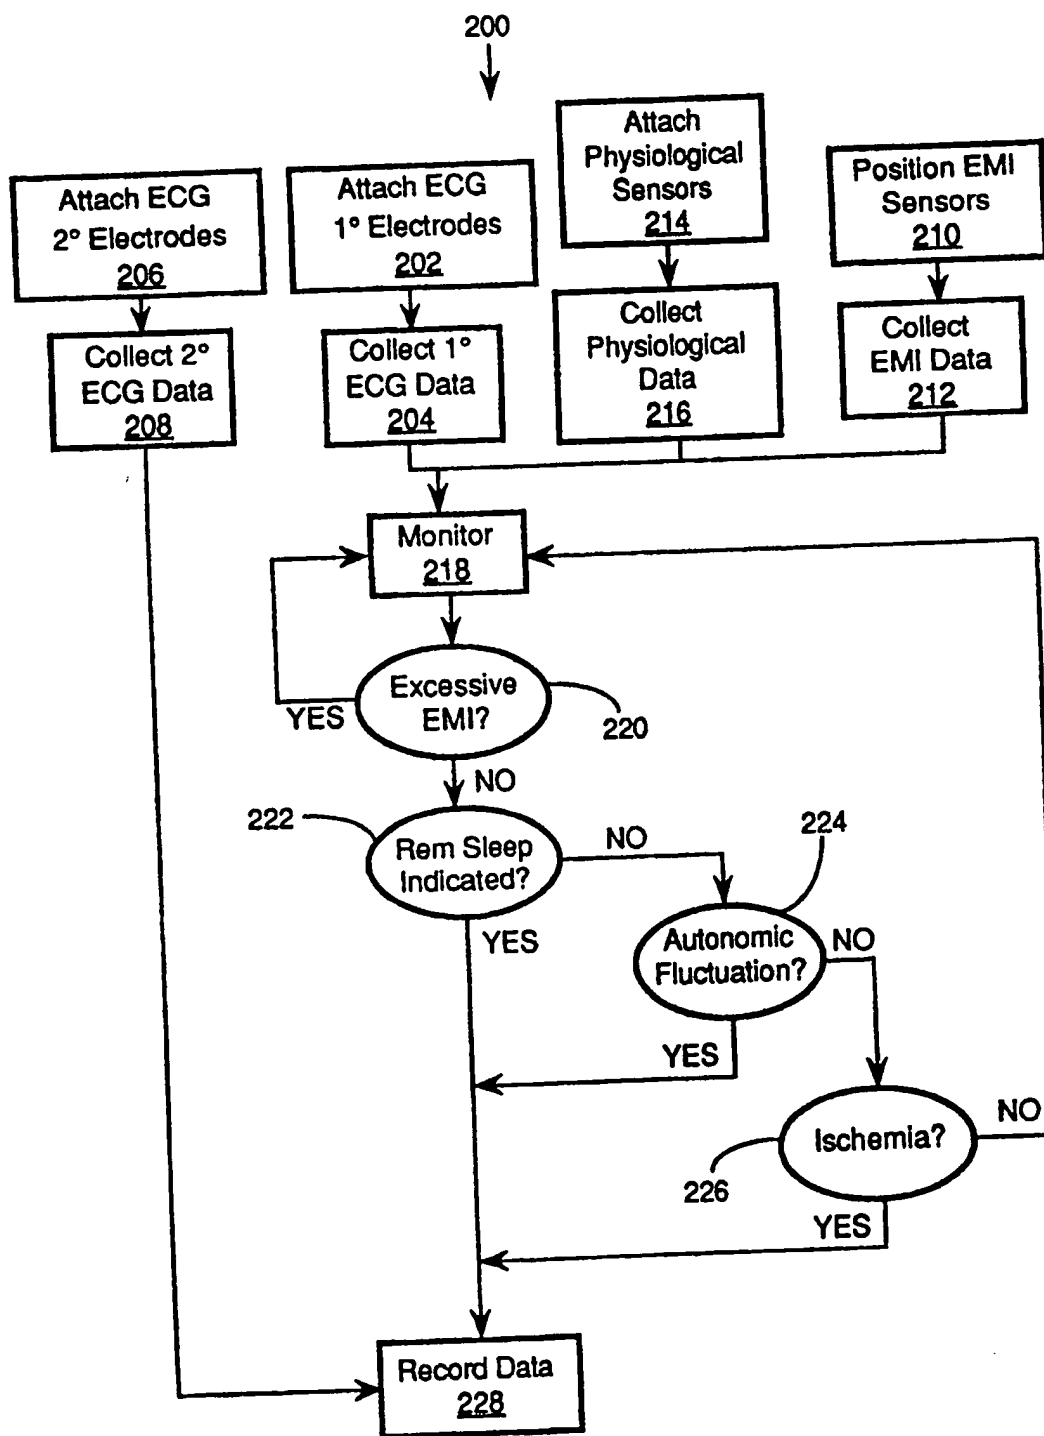 200
Attach ECG
2° Electrodes
206
Attach ECG
1° Electrodes
202
Attach
Physiological
Sensors
214
Position EMI
Sensors
210
Collect 2°
ECG Data
208
Collect 1°
ECG Data
204
Collect
Physiological
Data
216
Collect
EMI Data
212
Monitor
218
Excessive
EMI?
YES
220
NO
222
Rem Sleep
Indicated?
NO
224
YES
Autonomic
Fluctuation?
NO
YES
Ischemia?
NO
226
YES
Record Data
228